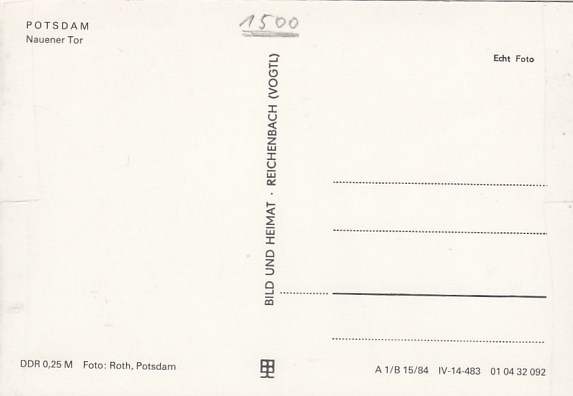 POTSDAM
Nauener Tor
1500
Echt Foto
BILD UND HEIMAT · REICHENBACH (VOGTL)
DDR 0,25 M Foto: Roth, Potsdam
A 1/B 15/84 IV-14-483 01 04 32 092